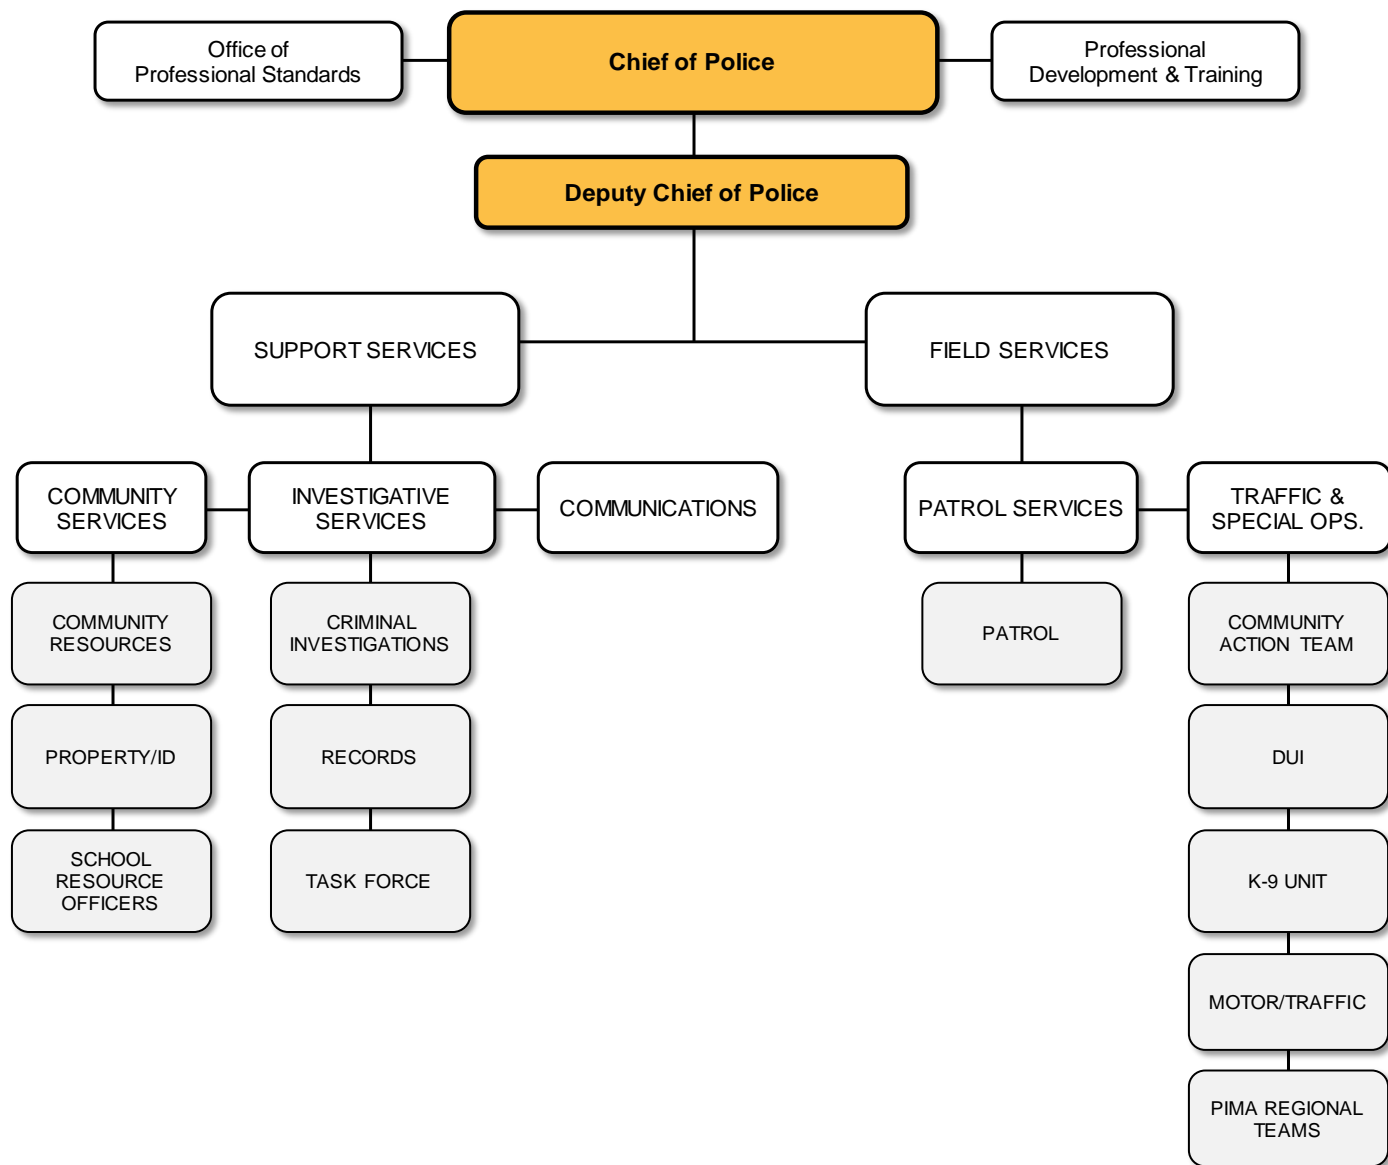 Office of
Professional Standards
Chief of Police
Professional
Development & Training
Deputy Chief of Police
SUPPORT SERVICES
FIELD SERVICES
COMMUNITY
SERVICES
INVESTIGATIVE
SERVICES
COMMUNICATIONS
PATROL SERVICES
TRAFFIC &
SPECIAL OPS.
COMMUNITY
RESOURCES
CRIMINAL
INVESTIGATIONS
PATROL
COMMUNITY
ACTION TEAM
PROPERTY/ID
RECORDS
DUI
SCHOOL
RESOURCE
OFFICERS
TASK FORCE
K-9 UNIT
MOTOR/TRAFFIC
PIMA REGIONAL
TEAMS